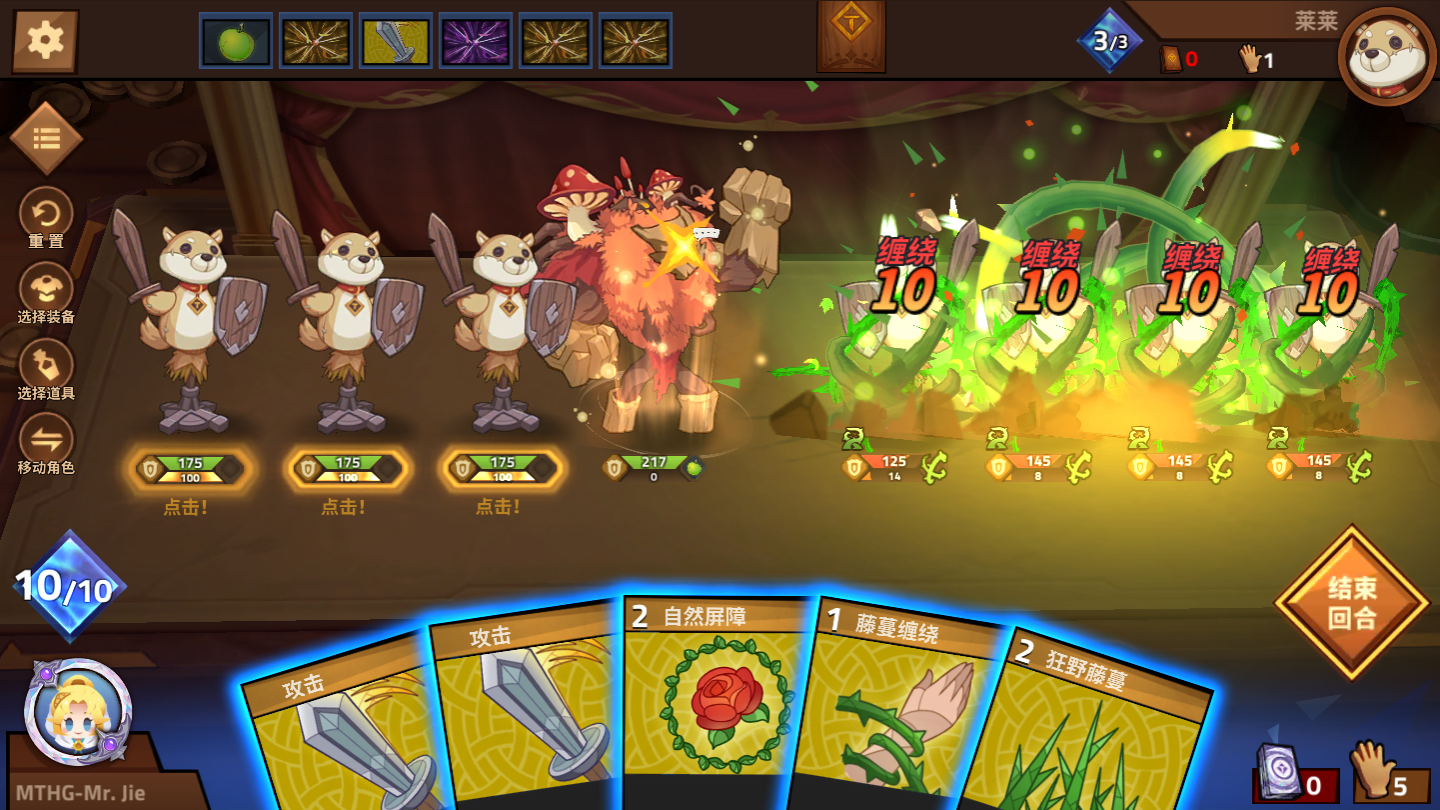 3/3
莱莱
0
1
重置
选择装备
选择道具
移动角色
缠绕
10
缠绕
10
缠绕
10
缠绕
10
175
100
点击!
175
100
点击!
175
100
点击!
217
0
125
14
145
8
145
8
145
8
10/10
结束
回合
攻击
攻击
2 自然屏障
1 藤蔓缠绕
2 狂野藤蔓
MTHG-Mr. Jie
0
5